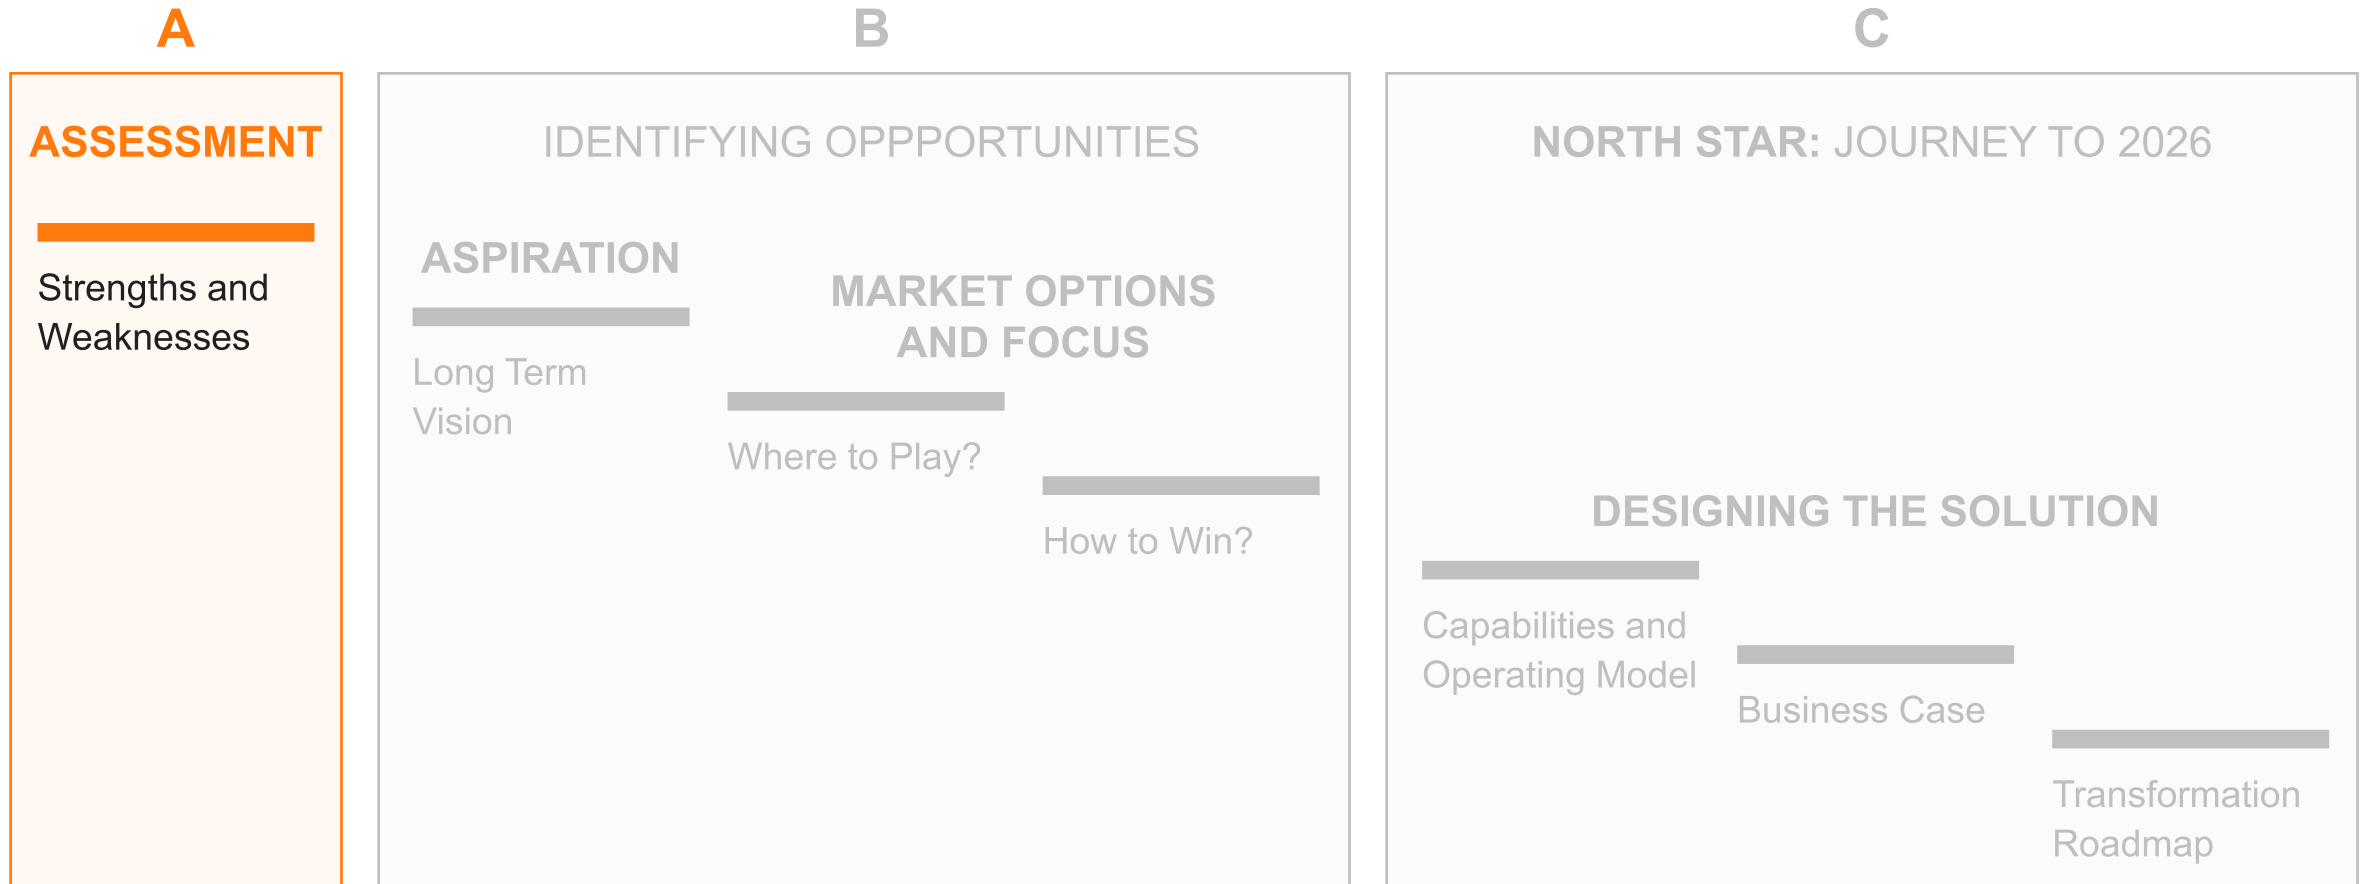 A
ASSESSMENT
Strengths and
Weaknesses
B
IDENTIFYING OPPPORTUNITIES
ASPIRATION
Long Term
Vision
MARKET OPTIONS
AND FOCUS
Where to Play?
How to Win?
C
NORTH STAR: JOURNEY TO 2026
DESIGNING THE SOLUTION
Capabilities and
Operating Model
Business Case
Transformation
Roadmap